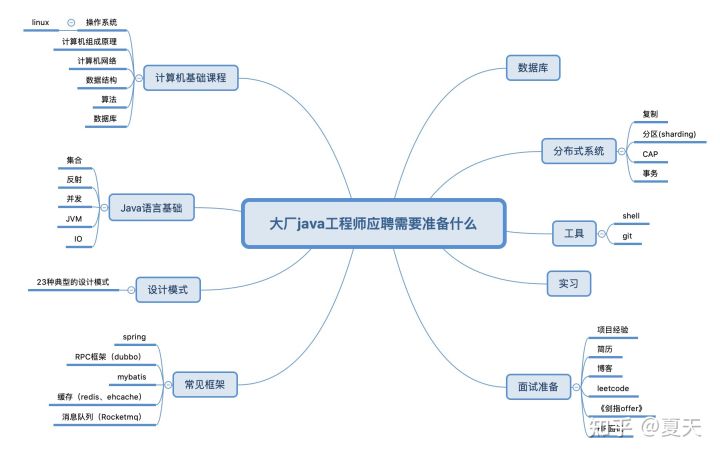 大厂java工程师应聘需要准备什么
计算机基础课程
操作系统
linux
计算机组成原理
计算机网络
数据结构
算法
数据库
Java语言基础
集合
反射
并发
JVM
IO
设计模式
23种典型的设计模式
常见框架
spring
RPC框架（dubbo）
mybatis
缓存（redis、ehcache）
消息队列（Rocketmq）
数据库
分布式系统
复制
分区(sharding)
CAP
事务
工具
shell
git
实习
面试准备
项目经验
简历
博客
leetcode
《剑指offer》
知乎 @夏天